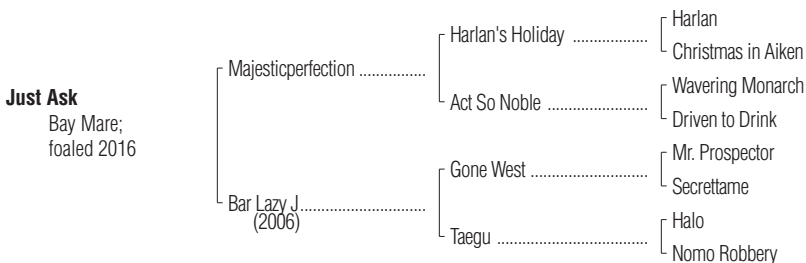 Harlan
Harlan's Holiday ...................
Christmas in Aiken
Majesticperfection ................
Wavering Monarch
Act So Noble .........................
Driven to Drink
Just Ask
Bay Mare;
foaled 2016
Mr. Prospector
Gone West .............................
Secrettame
Bar Lazy J ..............................
(2006)
Halo
Taegu ......................................
Nomo Robbery